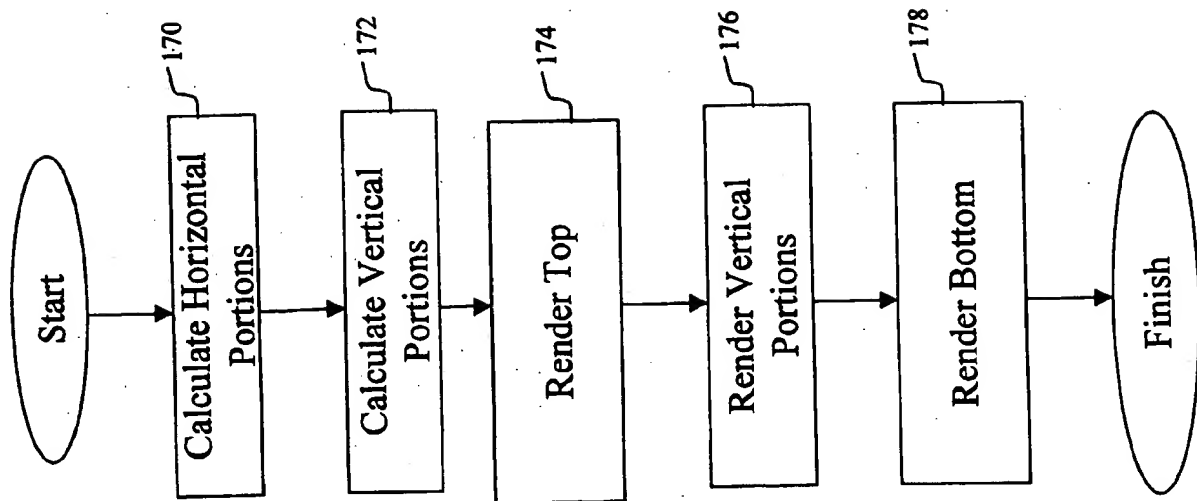 Start
170
Calculate Horizontal
Portions
172
Calculate Vertical
Portions
174
Render Top
176
Render Vertical
Portions
178
Render Bottom
Finish